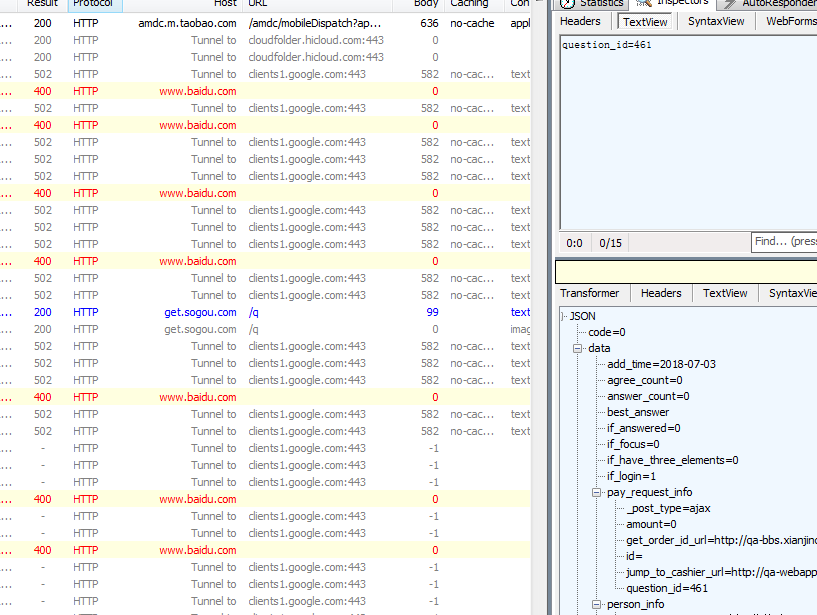 Result Protocol Host URL Body Caching Con
... 200 HTTP amdc.m.taobao.com /amdc/mobileDispatch?ap... 636 no-cache appl
... 200 HTTP Tunnel to cloudfolder.hicloud.com:443 0
... 200 HTTP Tunnel to cloudfolder.hicloud.com:443 0
... 502 HTTP Tunnel to clients1.google.com:443 582 no-cac... text
... 400 HTTP www.baidu.com 0
... 502 HTTP Tunnel to clients1.google.com:443 582 no-cac... text
... 400 HTTP www.baidu.com 0
... 502 HTTP Tunnel to clients1.google.com:443 582 no-cac... text
... 502 HTTP Tunnel to clients1.google.com:443 582 no-cac... text
... 502 HTTP Tunnel to clients1.google.com:443 582 no-cac... text
... 400 HTTP www.baidu.com 0
... 502 HTTP Tunnel to clients1.google.com:443 582 no-cac... text
... 502 HTTP Tunnel to clients1.google.com:443 582 no-cac... text
... 502 HTTP Tunnel to clients1.google.com:443 582 no-cac... text
... 400 HTTP www.baidu.com 0
... 502 HTTP Tunnel to clients1.google.com:443 582 no-cac... text
... 502 HTTP Tunnel to clients1.google.com:443 582 no-cac... text
... 200 HTTP get.sogou.com /q 99 text
... 200 HTTP get.sogou.com /q 0 imag
... 502 HTTP Tunnel to clients1.google.com:443 582 no-cac... text
... 502 HTTP Tunnel to clients1.google.com:443 582 no-cac... text
... 502 HTTP Tunnel to clients1.google.com:443 582 no-cac... text
... 400 HTTP www.baidu.com 0
... 502 HTTP Tunnel to clients1.google.com:443 582 no-cac... text
... 502 HTTP Tunnel to clients1.google.com:443 582 no-cac... text
... - HTTP Tunnel to clients1.google.com:443 -1
... - HTTP Tunnel to clients1.google.com:443 -1
... - HTTP Tunnel to clients1.google.com:443 -1
... 400 HTTP www.baidu.com 0
... - HTTP Tunnel to clients1.google.com:443 -1
... - HTTP Tunnel to clients1.google.com:443 -1
... 400 HTTP www.baidu.com 0
... - HTTP Tunnel to clients1.google.com:443 -1
... - HTTP Tunnel to clients1.google.com:443 -1
... - HTTP Tunnel to clients1.google.com:443 -1
Statistics Inspectors AutoResponder
Headers TextView SyntaxView WebForms
question_id=461
0:0 0/15 Find... (pres
Transformer Headers TextView SyntaxVie
JSON
code=0
data
add_time=2018-07-03
agree_count=0
answer_count=0
best_answer
if_answered=0
if_focus=0
if_have_three_elements=0
if_login=1
pay_request_info
_post_type=ajax
amount=0
get_order_id_url=http://qa-bbs.xianjinc
id=
jump_to_cashier_url=http://qa-webapp
question_id=461
person_info